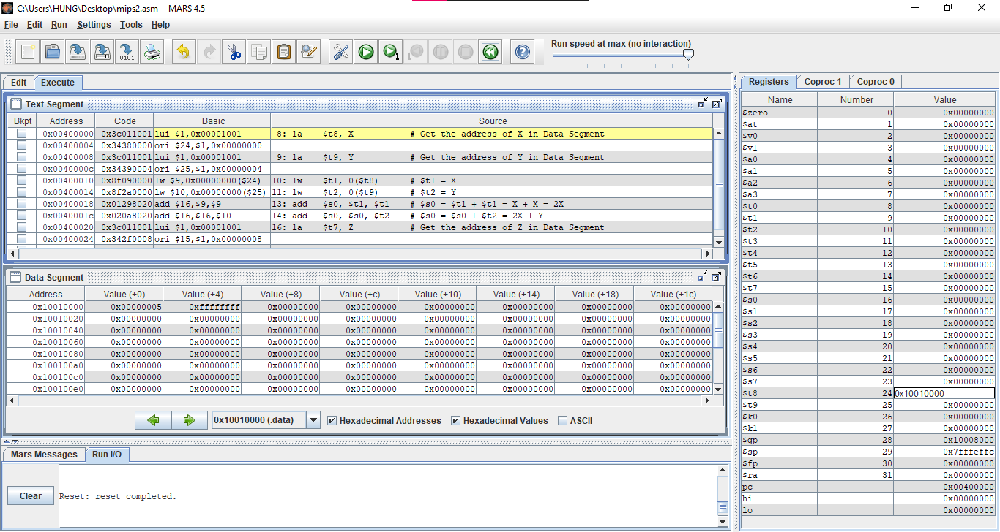 C:\Users\HUNG\Desktop\mips2.asm - MARS 4.5
File Edit Run Settings Tools Help
Run speed at max (no interaction)
Edit Execute
Text Segment
Bkpt Address Code Basic Source
0x00400000 0x3c011001 lui $1,0x00001001 8: la $t8, X # Get the address of X in Data Segment
0x00400004 0x34380000 ori $24,$1,0x00000000
0x00400008 0x3c011001 lui $1,0x00001001 9: la $t9, Y # Get the address of Y in Data Segment
0x0040000c 0x34390004 ori $25,$1,0x00000004
0x00400010 0x8f090000 lw $9,0x00000000($24) 10: lw $t1, 0($t8) # $t1 = X
0x00400014 0x8f2a0000 lw $10,0x00000000($25) 11: lw $t2, 0($t9) # $t2 = Y
0x00400018 0x01298020 add $16,$9,$9 13: add $s0, $t1, $t1 # $s0 = $t1 + $t1 = X + X = 2X
0x0040001c 0x020a8020 add $16,$16,$10 14: add $s0, $s0, $t2 # $s0 = $s0 + $t2 = 2X + Y
0x00400020 0x3c011001 lui $1,0x00001001 16: la $t7, Z # Get the address of Z in Data Segment
0x00400024 0x342f0008 ori $15,$1,0x00000008
Data Segment
Address Value (+0) Value (+4) Value (+8) Value (+c) Value (+10) Value (+14) Value (+18) Value (+1c)
0x10010000 0x00000005 0xffffffff 0x00000000 0x00000000 0x00000000 0x00000000 0x00000000 0x00000000
0x10010020 0x00000000 0x00000000 0x00000000 0x00000000 0x00000000 0x00000000 0x00000000 0x00000000
0x10010040 0x00000000 0x00000000 0x00000000 0x00000000 0x00000000 0x00000000 0x00000000 0x00000000
0x10010060 0x00000000 0x00000000 0x00000000 0x00000000 0x00000000 0x00000000 0x00000000 0x00000000
0x10010080 0x00000000 0x00000000 0x00000000 0x00000000 0x00000000 0x00000000 0x00000000 0x00000000
0x100100a0 0x00000000 0x00000000 0x00000000 0x00000000 0x00000000 0x00000000 0x00000000 0x00000000
0x100100c0 0x00000000 0x00000000 0x00000000 0x00000000 0x00000000 0x00000000 0x00000000 0x00000000
0x100100e0 0x00000000 0x00000000 0x00000000 0x00000000 0x00000000 0x00000000 0x00000000 0x00000000
0x10010000 (.data) Hexadecimal Addresses Hexadecimal Values ASCII
Mars Messages Run I/O
Clear
Reset: reset completed.
Registers Coproc 1 Coproc 0
Name Number Value
$zero 0 0x00000000
$at 1 0x00000000
$v0 2 0x00000000
$v1 3 0x00000000
$a0 4 0x00000000
$a1 5 0x00000000
$a2 6 0x00000000
$a3 7 0x00000000
$t0 8 0x00000000
$t1 9 0x00000000
$t2 10 0x00000000
$t3 11 0x00000000
$t4 12 0x00000000
$t5 13 0x00000000
$t6 14 0x00000000
$t7 15 0x00000000
$s0 16 0x00000000
$s1 17 0x00000000
$s2 18 0x00000000
$s3 19 0x00000000
$s4 20 0x00000000
$s5 21 0x00000000
$s6 22 0x00000000
$s7 23 0x00000000
$t8 24 0x10010000
$t9 25 0x00000000
$k0 26 0x00000000
$k1 27 0x00000000
$gp 28 0x10008000
$sp 29 0x7fffeffc
$fp 30 0x00000000
$ra 31 0x00000000
pc 0x00400000
hi 0x00000000
lo 0x00000000